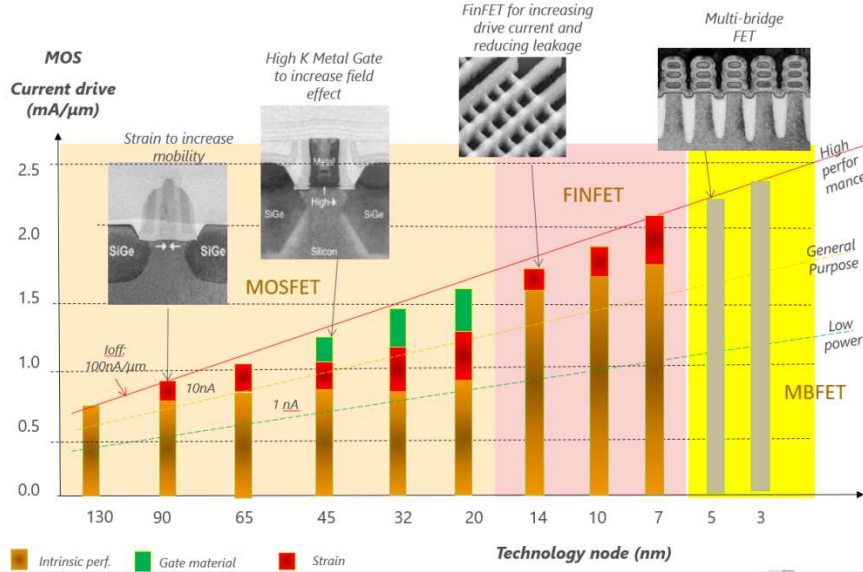 MOS
Current drive
(mA/µm)
High K Metal Gate
to increase field
effect
FinFET for increasing
drive current and
reducing leakage
Multi-bridge
FET
Strain to increase
mobility
SiGe
SiGe
Metal
High-k
SiGe
SiGe
Silicon
MOSFET
FINFET
MBFET
High
perfor
mance
General
Purpose
Low
power
Ioff:
100nA/µm
10nA
1 nA
2.5
2.0
1.5
1.0
0.5
0.0
130 90 65 45 32 20 14 10 7 5 3
Technology node (nm)
Intrinsic perf. Gate material Strain